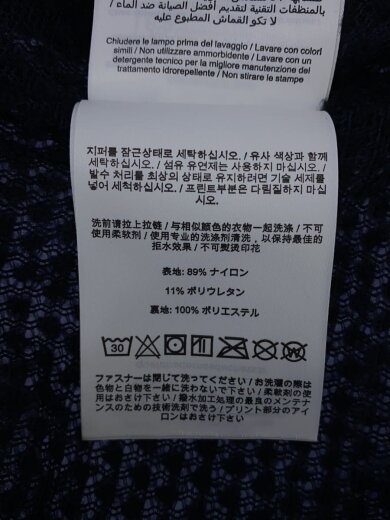 بالمنظفات التقنية لتقديم أفضل الصيانة ضد الماء /
لا تكو القماش المطبوع عليه
Chiudere le lampo prima del lavaggio / Lavare con colori
simili / Non utilizzare ammorbidente / Lavare con un
detergente tecnico per la migliore manutenzione del
trattamento idrorepellente / Non stirare le stampe
지퍼를 잠근상태로 세탁하십시오. / 유사 색상과 함께
세탁하십시오. / 섬유 유연제는 사용하지 마십시오. /
발수 처리를 최상의 상태로 유지하려면 기술 세제를
넣어 세척하십시오. / 프린트부분은 다림질하지 마십시
오.
洗前请拉上拉链 / 与相似颜色的衣物一起洗涤 / 不可
使用柔软剂 / 使用专业的洗涤剂清洗，以保持最佳的
拒水效果 / 不可熨烫印花
表地: 89% ナイロン
11% ポリウレタン
裏地: 100% ポリエステル
30
W
ファスナーは閉じて洗ってください / お洗濯の際は
色物と白物を一緒に洗わないで下さい / 柔軟剤の使
用は避けて下さい / 撥水加工処理の最良のメンテナ
ンスのための技術洗剤で洗う / プリント部分のアイ
ロンはお避け下さい